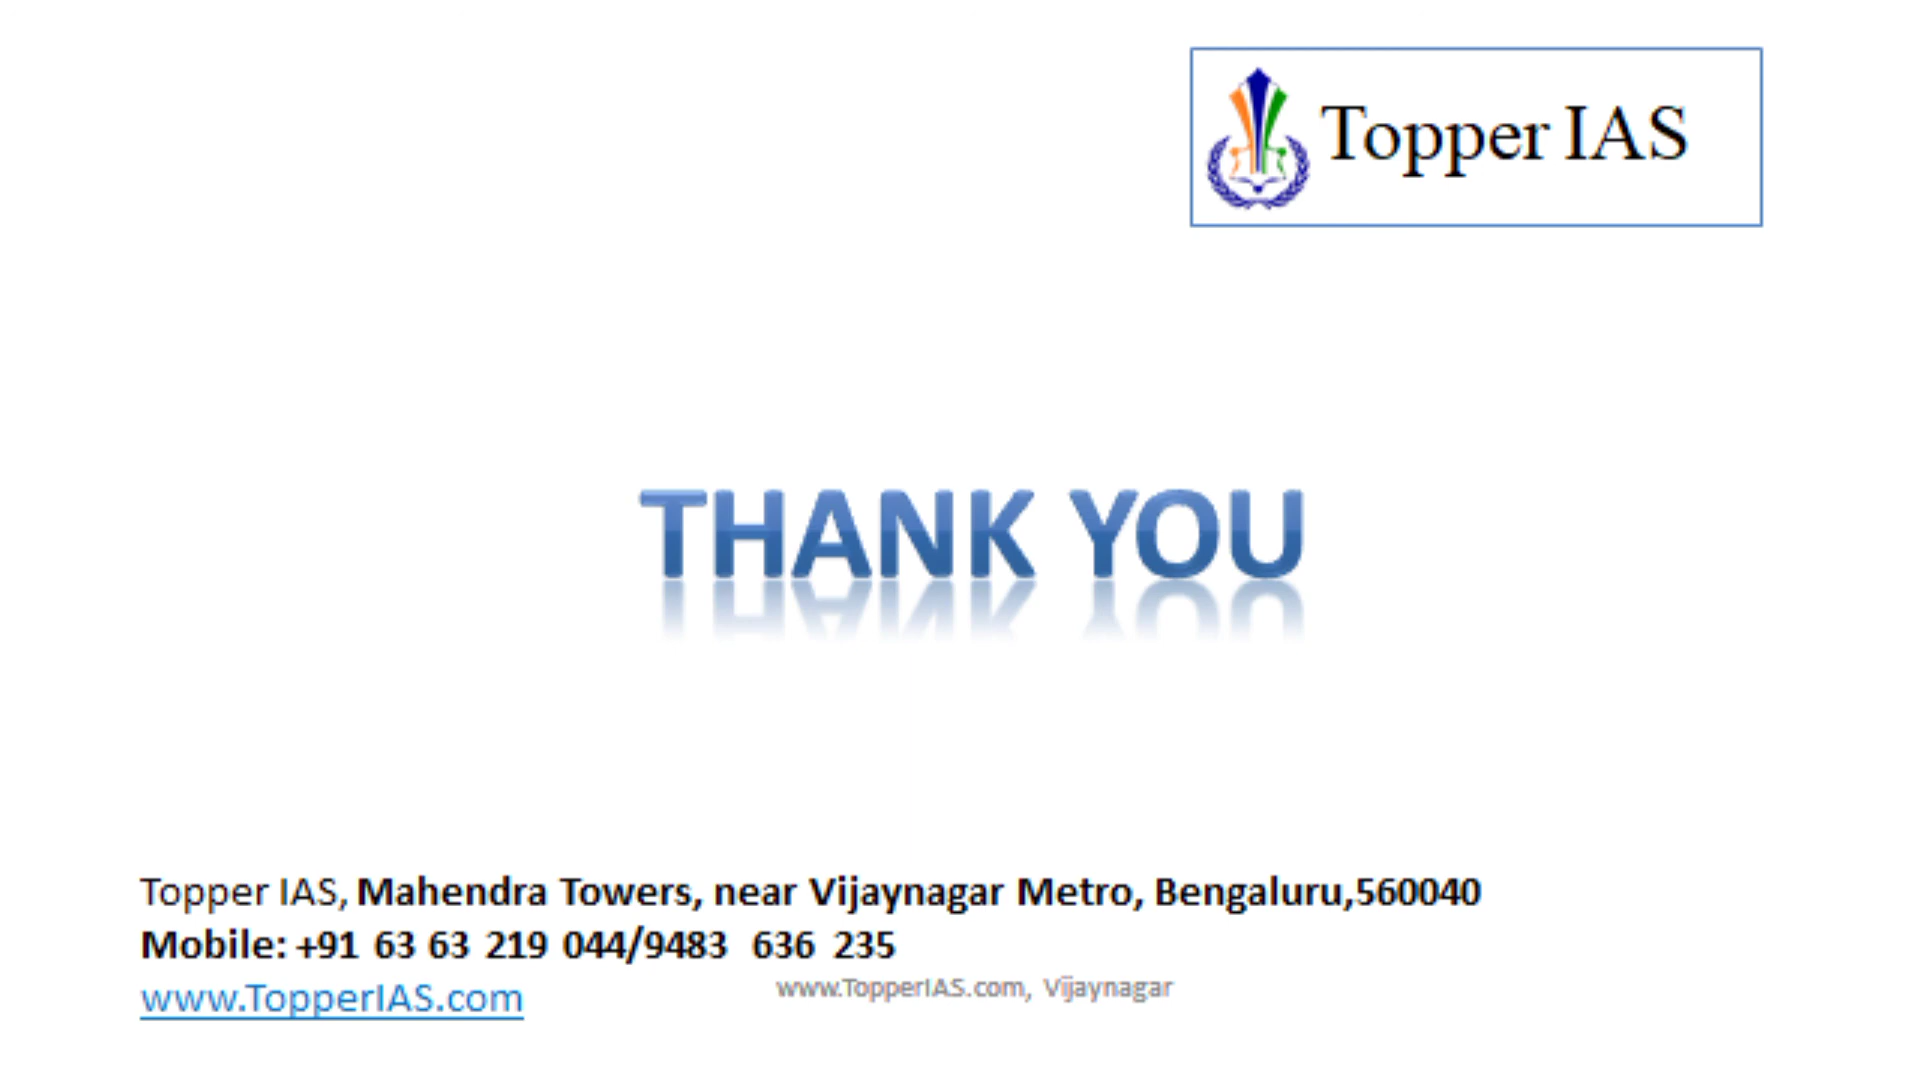 Topper IAS
THANK YOU
Topper IAS, Mahendra Towers, near Vijaynagar Metro, Bengaluru,560040
Mobile: +91 63 63 219 044/9483 636 235
www.TopperIAS.com
www.TopperIAS.com, Vijaynagar